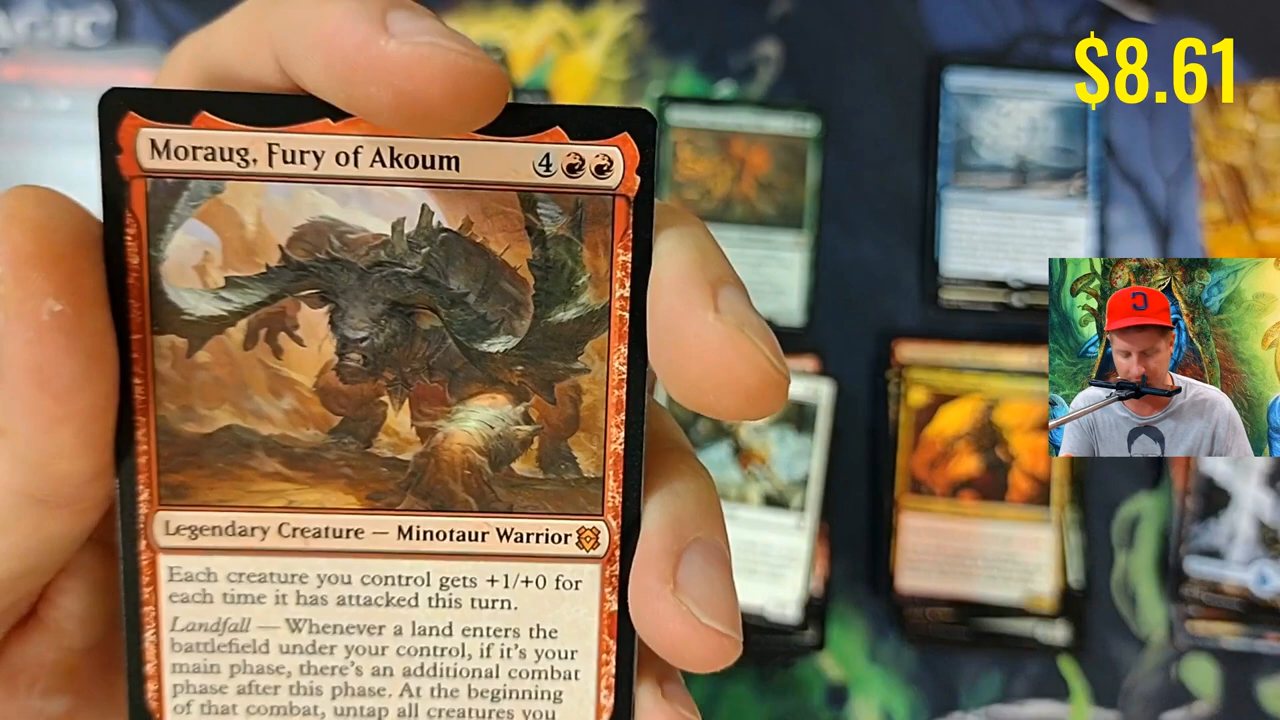 $8.61
Moraug, Fury of Akoum 4
Legendary Creature — Minotaur Warrior
Each creature you control gets +1/+0 for
each time it has attacked this turn.
Landfall — Whenever a land enters the
battlefield under your control, if it's your
main phase, there's an additional combat
phase after this phase. At the beginning
of that combat, untap all creatures you
C